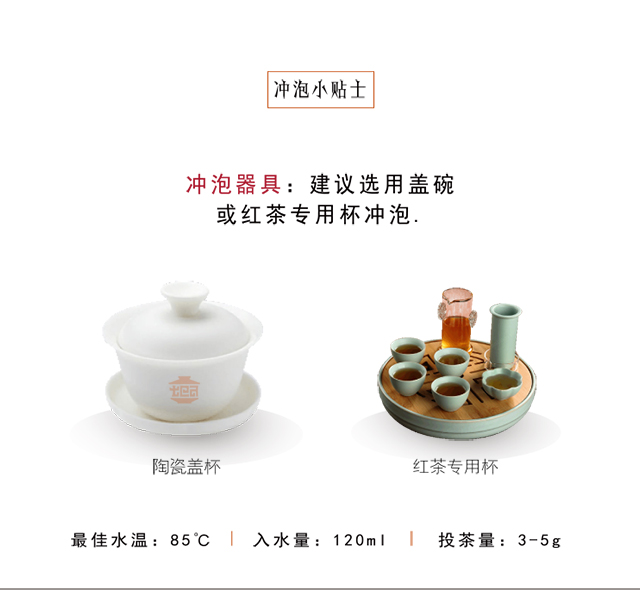 冲泡小贴士
冲泡器具：建议选用盖碗
或红茶专用杯冲泡.
陶瓷盖杯
红茶专用杯
最佳水温：85℃ | 入水量：120ml | 投茶量：3-5g